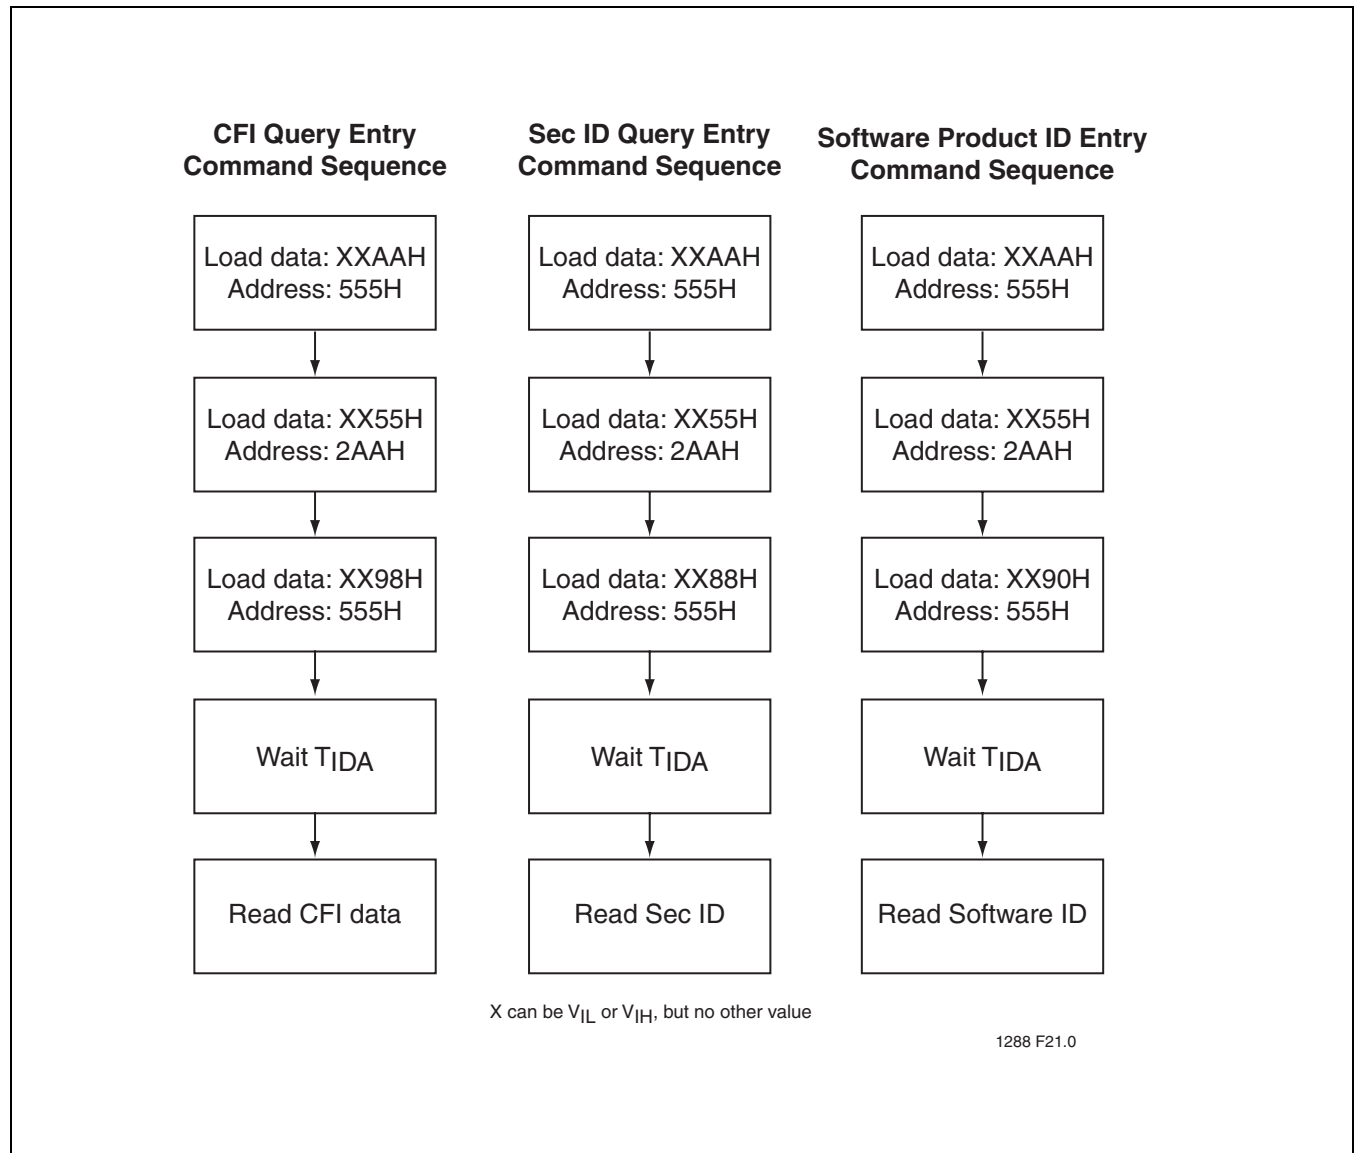 CFI Query Entry
Command Sequence
Load data: XXAAH
Address: 555H
Load data: XX55H
Address: 2AAH
Load data: XX98H
Address: 555H
Wait TIDA
Read CFI data
Sec ID Query Entry
Command Sequence
Load data: XXAAH
Address: 555H
Load data: XX55H
Address: 2AAH
Load data: XX88H
Address: 555H
Wait TIDA
Read Sec ID
Software Product ID Entry
Command Sequence
Load data: XXAAH
Address: 555H
Load data: XX55H
Address: 2AAH
Load data: XX90H
Address: 555H
Wait TIDA
Read Software ID
X can be VIL or VIH, but no other value
1288 F21.0